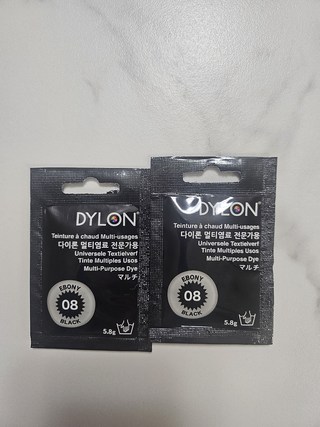 DYLON
Teinture à chaud Multi-usages
다이론 멀티염료 전문가용
Universele Textielverf
Tinte Multiples Usos
Multi-Purpose Dye
マルチ
EBONY
08
BLACK
5.8g
DYLON
Teinture à chaud Multi-usages
다이론 멀티염료 전문가용
Universele Textielverf
Tinte Multiples Usos
Multi-Purpose Dye
マルチ
EBONY
08
BLACK
5.8g